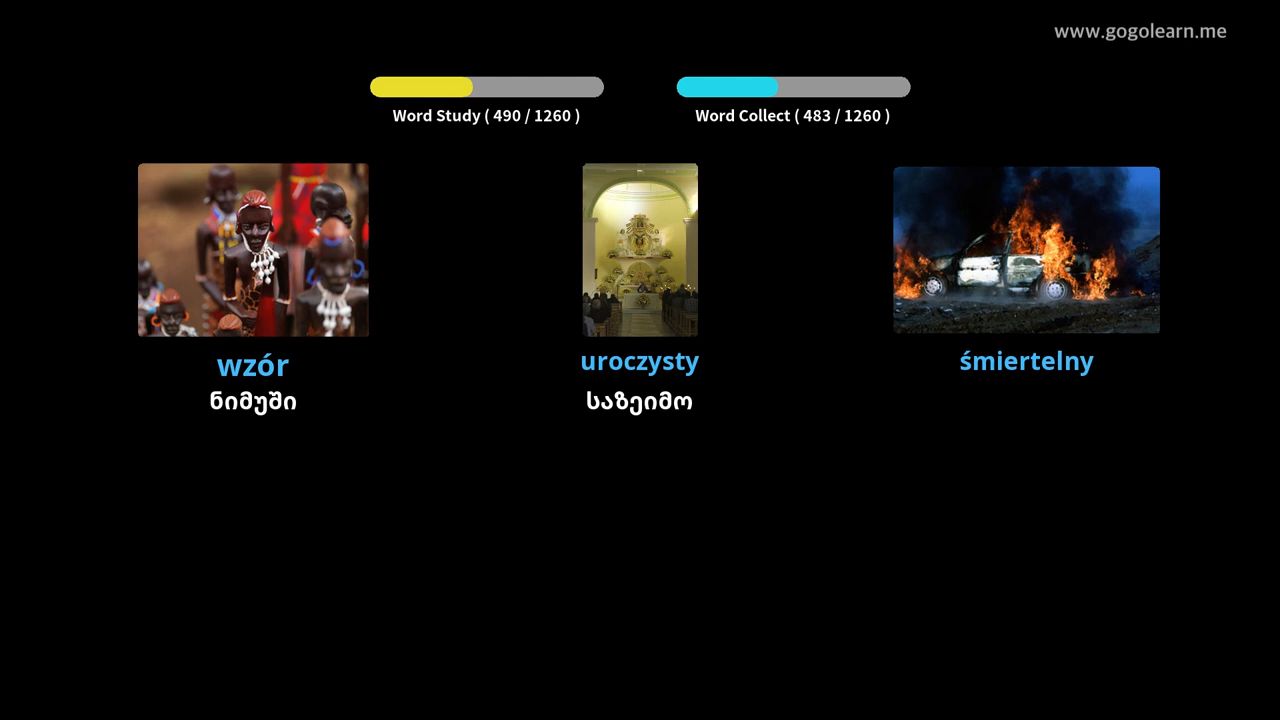 www.gogolearn.me
Word Study ( 490 / 1260 )
Word Collect ( 483 / 1260 )
wzór
ნიმუში
uroczysty
საზეიმო
śmiertelny